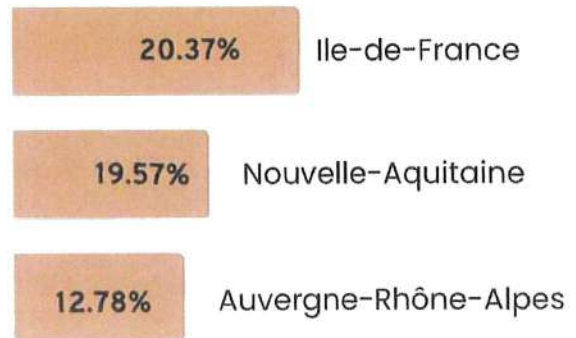 20.37% Ile-de-France
19.57% Nouvelle-Aquitaine
12.78% Auvergne-Rhône-Alpes